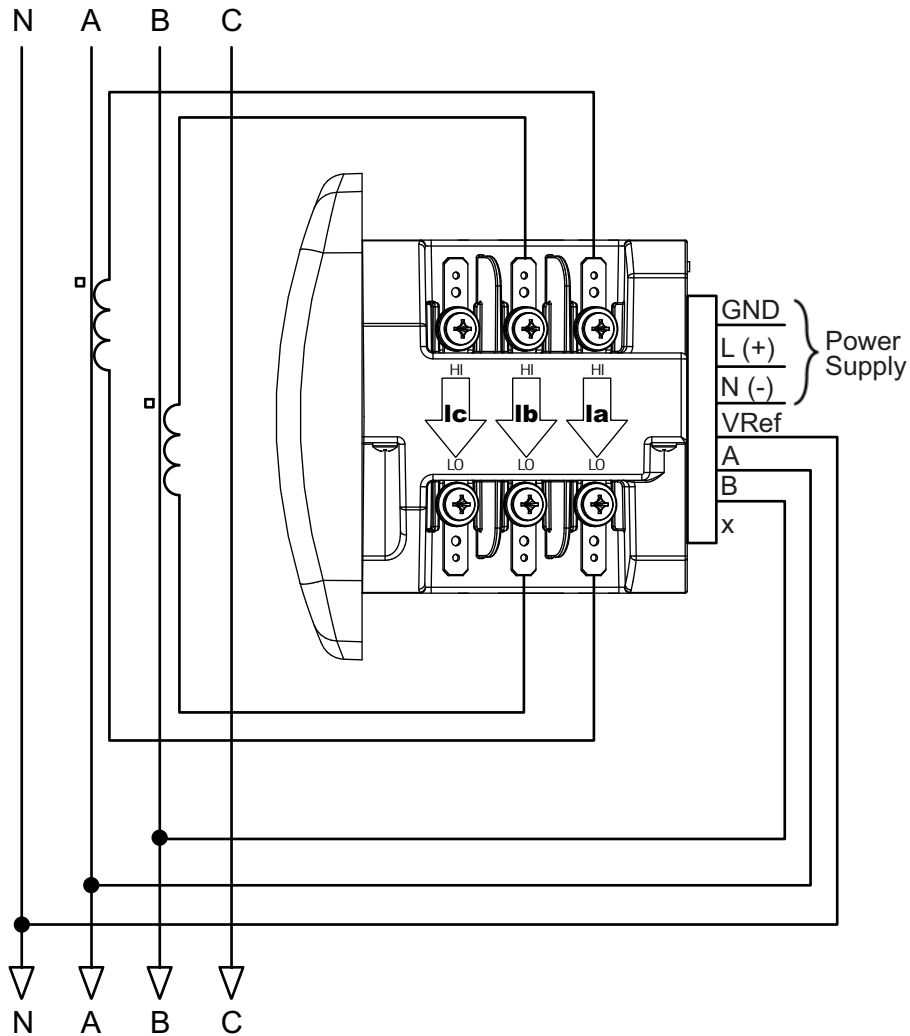 N A B C
GND
L (+)
N (-)
Power
Supply
VRef
A
B
x
HI HI HI
Ic Ib Ia
LO LO LO
N A B C